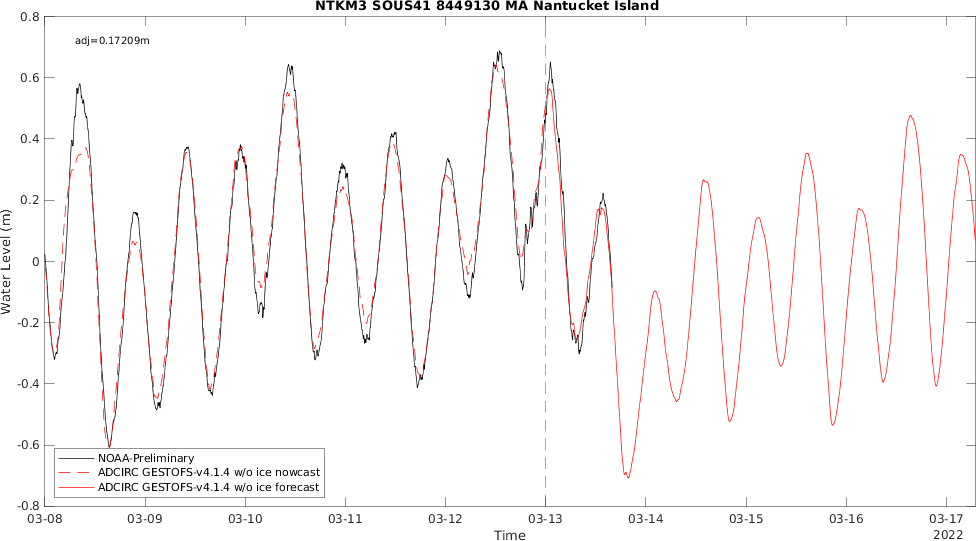 NTKM3 SOUS41 8449130 MA Nantucket Island
adj=0.17209m
0.8
0.6
0.4
0.2
0
-0.2
-0.4
-0.6
-0.8
Water Level (m)
NOAA-Preliminary
ADCIRC GESTOFS-v4.1.4 w/o ice nowcast
ADCIRC GESTOFS-v4.1.4 w/o ice forecast
03-08 03-09 03-10 03-11 03-12 03-13 03-14 03-15 03-16 03-17
Time
2022